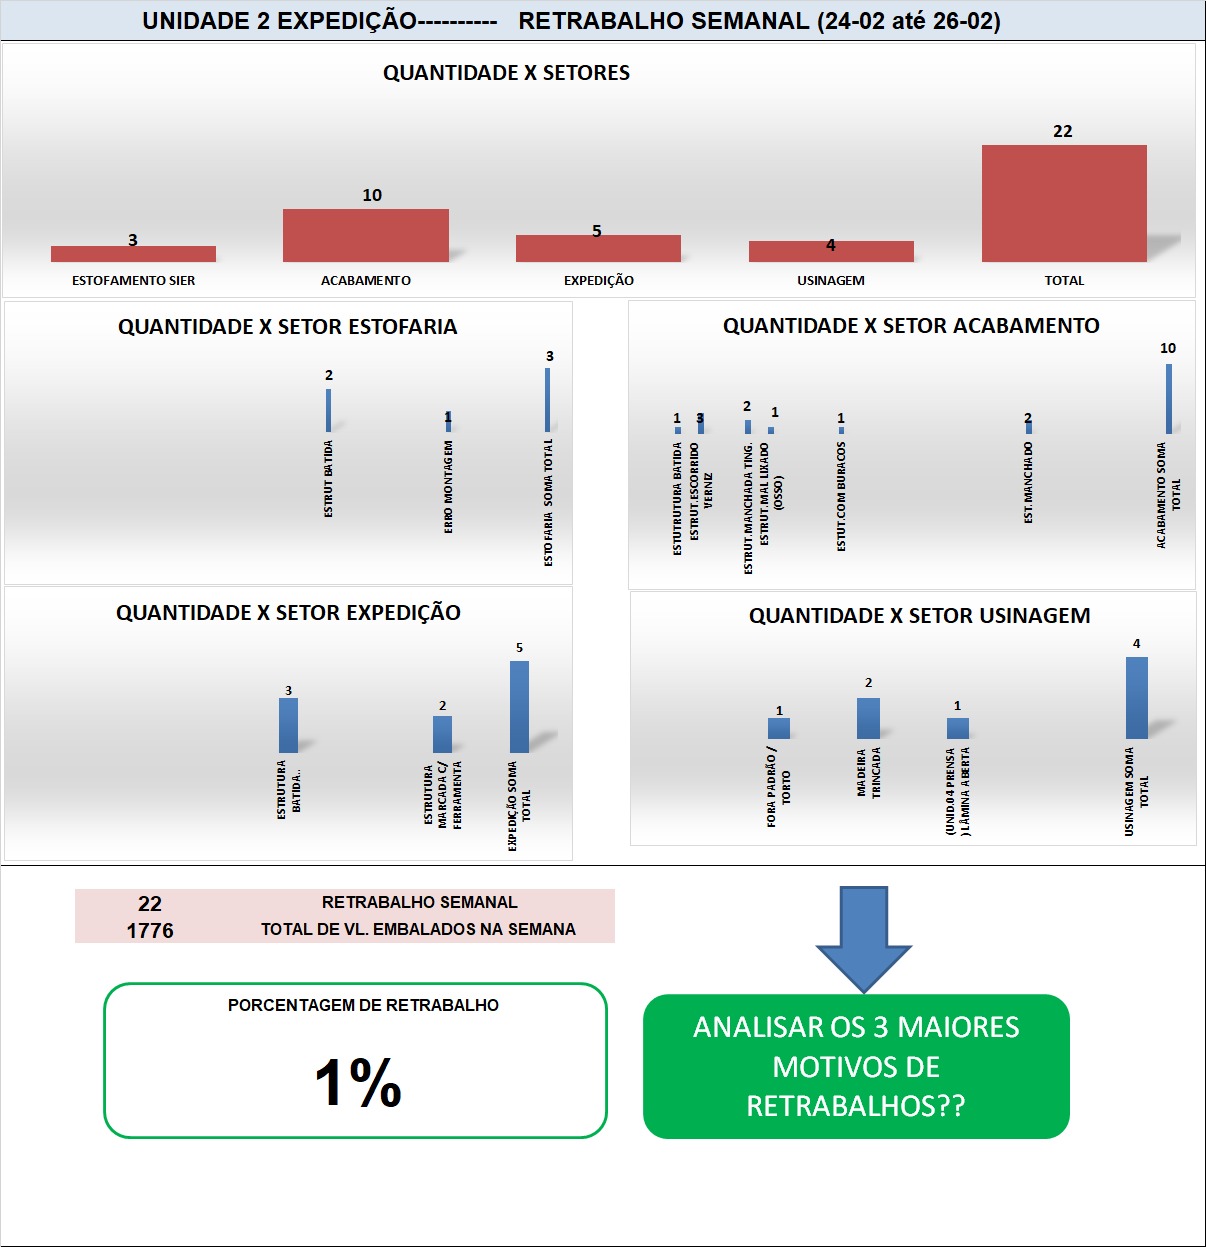 UNIDADE 2 EXPEDIÇÃO---------- RETRABALHO SEMANAL (24-02 até 26-02)
QUANTIDADE X SETORES
3
10
5
4
22
ESTOFAMENTO SIER
ACABAMENTO
EXPEDIÇÃO
USINAGEM
TOTAL
QUANTIDADE X SETOR ESTOFARIA
2
1
3
ESTRUT BATIDA
ERRO MONTAGEM
ESTOFARIA SOMA TOTAL
QUANTIDADE X SETOR ACABAMENTO
1
3
2
1
1
2
10
ESTUTRUTURA BATIDA
ESTRUT.ESCORRIDO
VERNIZ
ESTRUT.MANCHADA TING.
ESTRUT.MAL LIXADO
(OSSO)
ESTUT.COM BURACOS
EST.MANCHADO
ACABAMENTO SOMA
TOTAL
QUANTIDADE X SETOR EXPEDIÇÃO
3
2
5
ESTRUTURA
BATIDA..
ESTRUTURA
MARCADA C/
FERRAMENTA
EXPEDIÇÃO SOMA
TOTAL
QUANTIDADE X SETOR USINAGEM
1
2
1
4
FORA PADRÃO /
TORTO
MADEIRA
TRINCADA
(UNID.04 PRENSA
) LÂMINA ABERTA
USINAGEM SOMA
TOTAL
22 RETRABALHO SEMANAL
1776 TOTAL DE VL. EMBALADOS NA SEMANA
PORCENTAGEM DE RETRABALHO
1%
ANALISAR OS 3 MAIORES
MOTIVOS DE
RETRABALHOS??